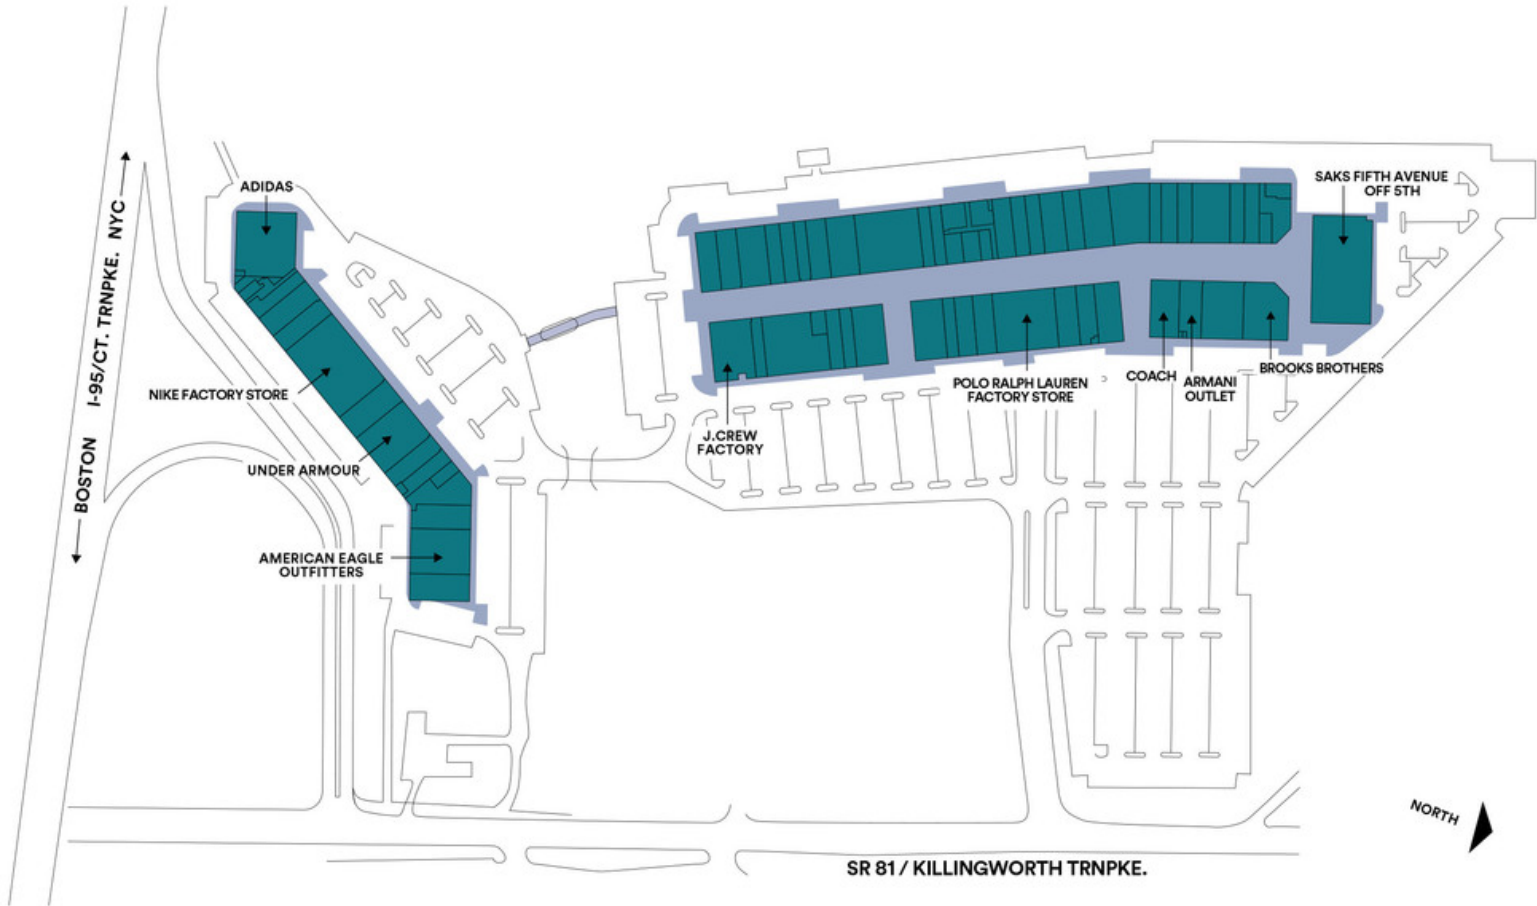 ADIDAS
SAKS FIFTH AVENUE
OFF 5TH
I-95/CT. TRNPKE. NYC
BOSTON
NIKE FACTORY STORE
UNDER ARMOUR
AMERICAN EAGLE
OUTFITTERS
J.CREW
FACTORY
POLO RALPH LAUREN
FACTORY STORE
COACH
ARMANI
OUTLET
BROOKS BROTHERS
NORTH
SR 81 / KILLINGWORTH TRNPKE.